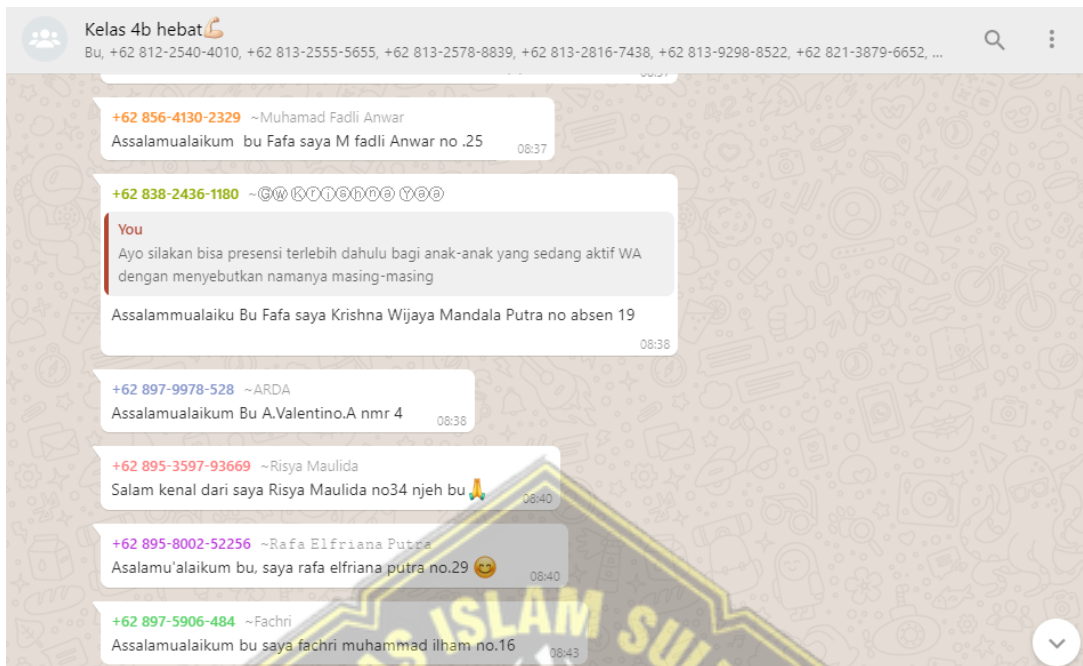 Kelas 4b hebat💪🏻
Bu, +62 812-2540-4010, +62 813-2555-5655, +62 813-2578-8839, +62 813-2816-7438, +62 813-9298-8522, +62 821-3879-6652, ...
08:37
+62 856-4130-2329 ~Muhamad Fadli Anwar
Assalamualaikum bu Fafa saya M fadli Anwar no .25
08:37
+62 838-2436-1180 ~Ⓖⓦ Ⓚⓡⓘⓢⓗⓝⓐ Ⓨⓐⓐ
You
Ayo silakan bisa presensi terlebih dahulu bagi anak-anak yang sedang aktif WA
dengan menyebutkan namanya masing-masing
Assalammualaiku Bu Fafa saya Krishna Wijaya Mandala Putra no absen 19
08:38
+62 897-9978-528 ~ARDA
Assalamualaikum Bu A.Valentino.A nmr 4
08:38
+62 895-3597-93669 ~Risya Maulida
Salam kenal dari saya Risya Maulida no34 njeh bu🙏
08:40
+62 895-8002-52256 ~Rafa Elfriana Putra
Asalamu'alaikum bu, saya rafa elfriana putra no.29 😊
08:40
+62 897-5906-484 ~Fachri
Assalamualaikum bu saya fachri muhammad ilham no.16
08:43
ISLAM